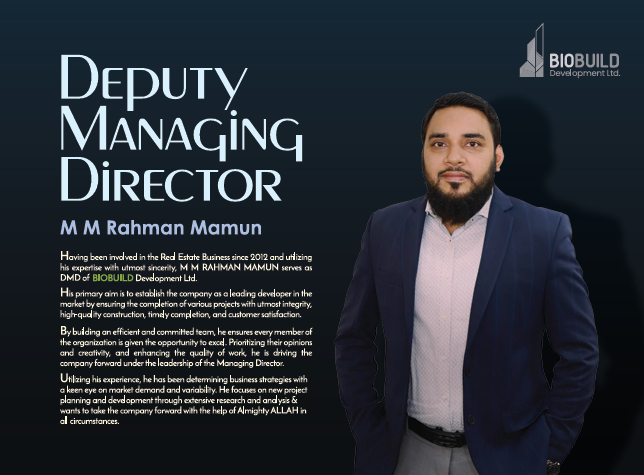 BIOBUILD
Development Ltd.
DEPUTY
MANAGING
DIRECTOR
M M Rahman Mamun
Having been involved in the Real Estate Business since 2012 and utilizing
his expertise with utmost sincerity, M M RAHMAN MAMUN serves as
DMD of BIOBUILD Development Ltd.
His primary aim is to establish the company as a leading developer in the
market by ensuring the completion of various projects with utmost integrity,
high-quality construction, timely completion, and customer satisfaction.
By building an efficient and committed team, he ensures every member of
the organization is given the opportunity to excel. Prioritizing their opinions
and creativity, and enhancing the quality of work, he is driving the
company forward under the leadership of the Managing Director.
Utilizing his experience, he has been determining business strategies with
a keen eye on market demand and variability. He focuses on new project
planning and development through extensive research and analysis &
wants to take the company forward with the help of Almighty ALLAH in
all circumstances.